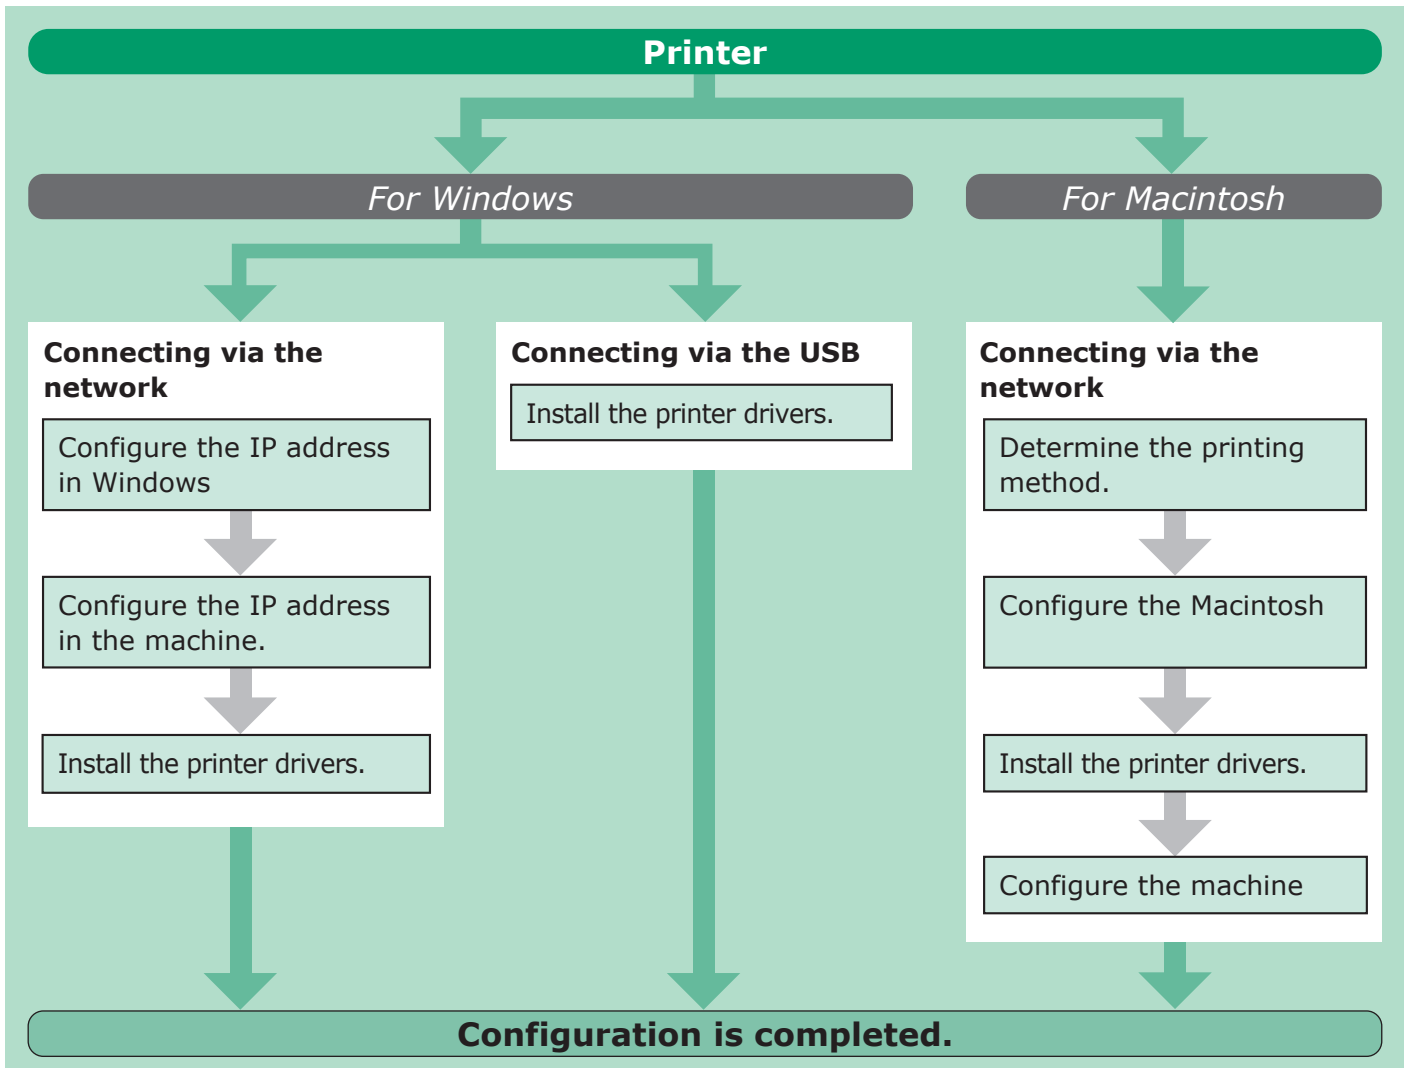 Printer
For Windows
For Macintosh
Connecting via the
network
Configure the IP address
in Windows
Configure the IP address
in the machine.
Install the printer drivers.
Connecting via the USB
Install the printer drivers.
Connecting via the
network
Determine the printing
method.
Configure the Macintosh
Install the printer drivers.
Configure the machine
Configuration is completed.